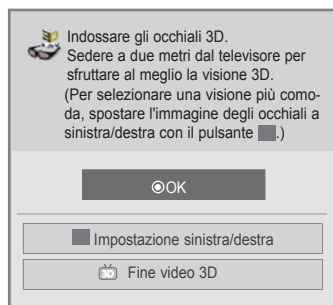 Indossare gli occhiali 3D.
Sedere a due metri dal televisore per
sfruttare al meglio la visione 3D.
(Per selezionare una visione più como-
da, spostare l'immagine degli occhiali a
sinistra/destra con il pulsante .)
OK
Impostazione sinistra/destra
3D Fine video 3D